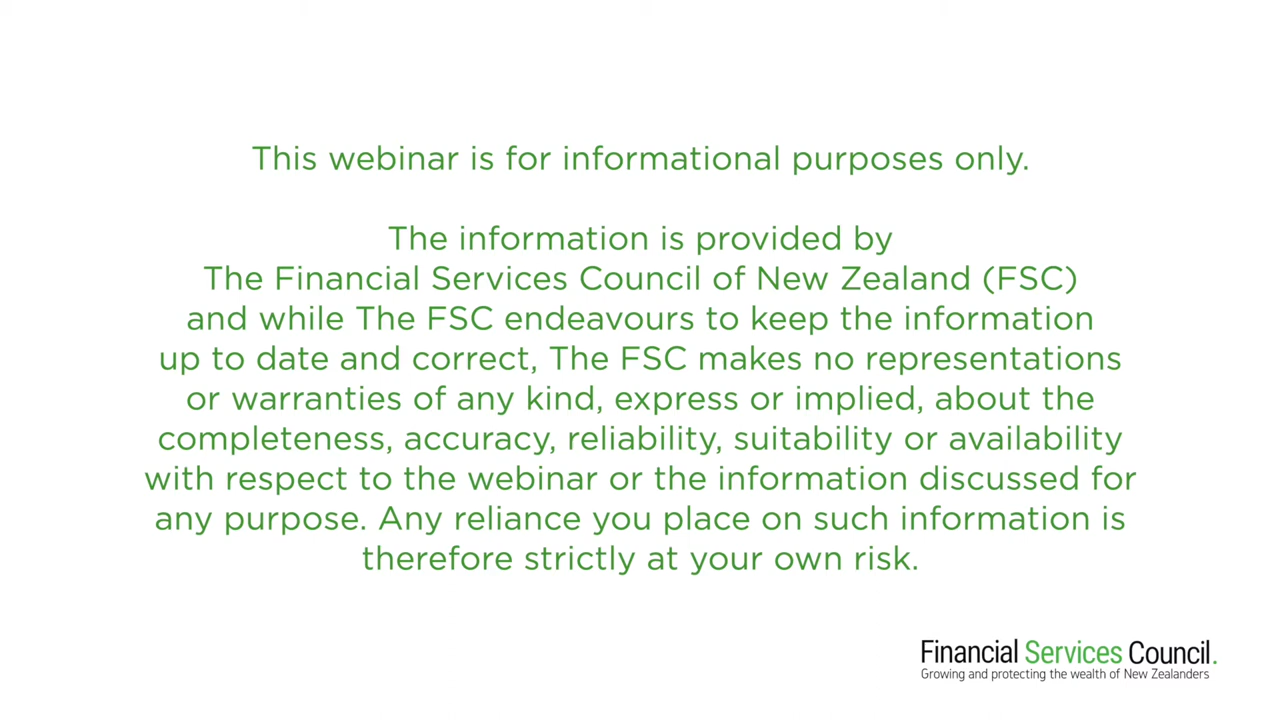 This webinar is for informational purposes only.
The information is provided by
The Financial Services Council of New Zealand (FSC)
and while The FSC endeavours to keep the information
up to date and correct, The FSC makes no representations
or warranties of any kind, express or implied, about the
completeness, accuracy, reliability, suitability or availability
with respect to the webinar or the information discussed for
any purpose. Any reliance you place on such information is
therefore strictly at your own risk.
Financial Services Council.
Growing and protecting the wealth of New Zealanders